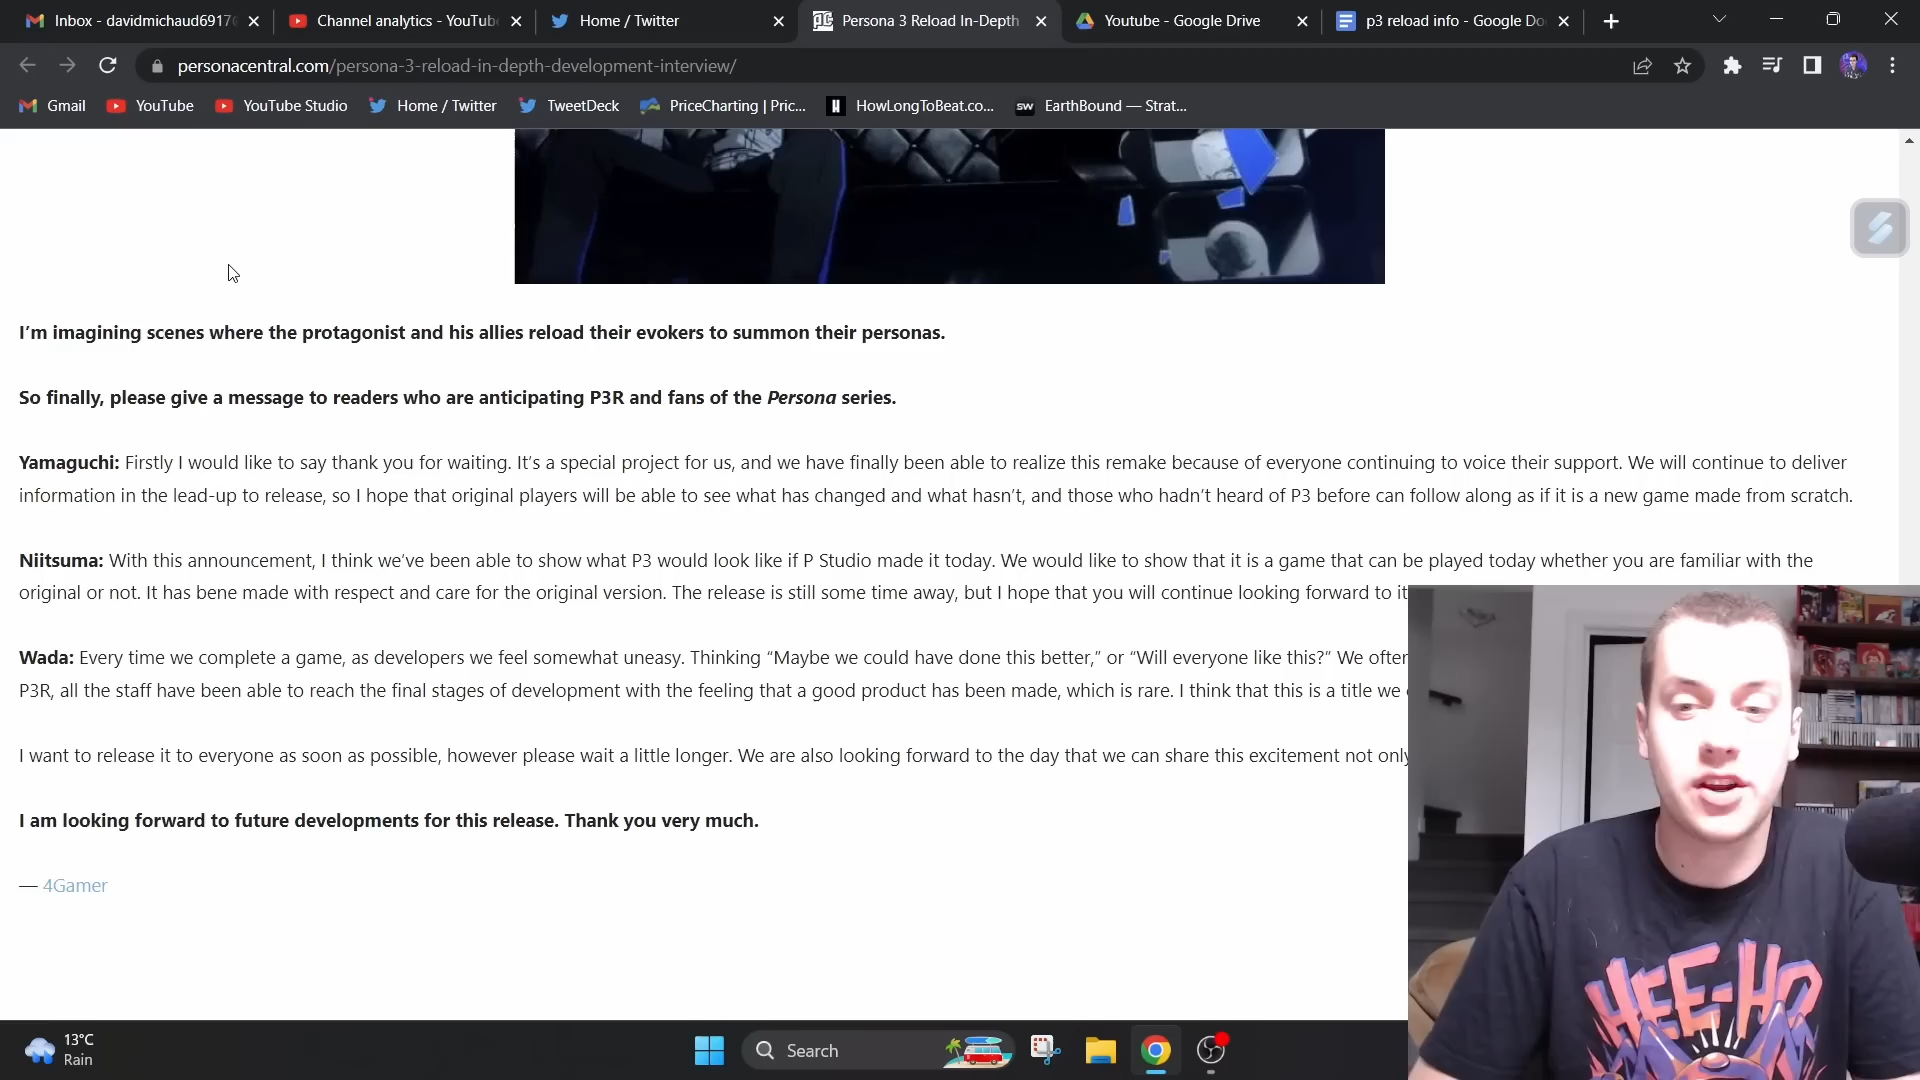 Inbox - davidmichaud6917
Channel analytics - YouTub
Home / Twitter
Persona 3 Reload In-Depth
Youtube - Google Drive
p3 reload info - Google Do
personacentral.com/persona-3-reload-in-depth-development-interview/
Gmail
YouTube
YouTube Studio
Home / Twitter
TweetDeck
PriceCharting | Pric...
HowLongToBeat.co...
SW
EarthBound — Strat...
I'm imagining scenes where the protagonist and his allies reload their evokers to summon their personas.
So finally, please give a message to readers who are anticipating P3R and fans of the Persona series.
Yamaguchi: Firstly I would like to say thank you for waiting. It's a special project for us, and we have finally been able to realize this remake because of everyone continuing to voice their support. We will continue to deliver
information in the lead-up to release, so I hope that original players will be able to see what has changed and what hasn't, and those who hadn't heard of P3 before can follow along as if it is a new game made from scratch.
Niitsuma: With this announcement, I think we've been able to show what P3 would look like if P Studio made it today. We would like to show that it is a game that can be played today whether you are familiar with the
original or not. It has bene made with respect and care for the original version. The release is still some time away, but I hope that you will continue looking forward to it
Wada: Every time we complete a game, as developers we feel somewhat uneasy. Thinking “Maybe we could have done this better,” or “Will everyone like this?” We ofter
P3R, all the staff have been able to reach the final stages of development with the feeling that a good product has been made, which is rare. I think that this is a title we
I want to release it to everyone as soon as possible, however please wait a little longer. We are also looking forward to the day that we can share this excitement not only
I am looking forward to future developments for this release. Thank you very much.
— 4Gamer
HEE-HO
13°C
Rain
Search